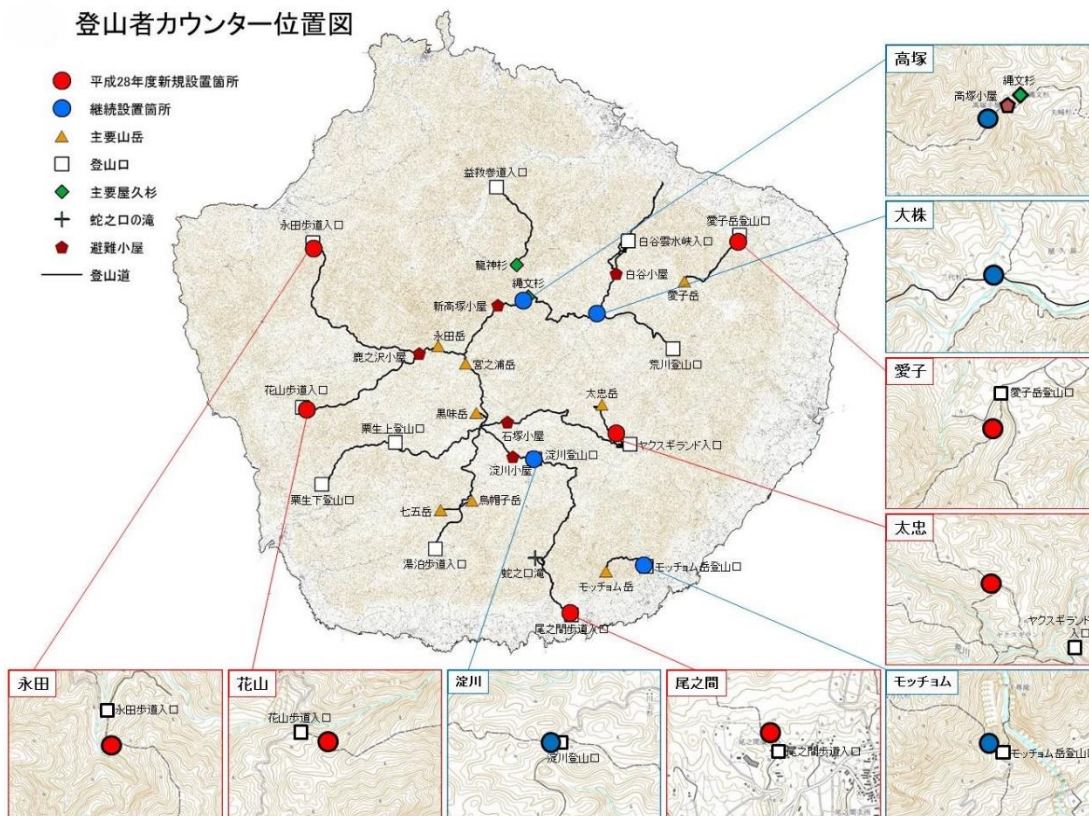 登山者カウンター位置図
平成28年度新規設置箇所
継続設置箇所
主要山岳
登山口
主要屋久杉
蛇之口の滝
避難小屋
登山道
益救参道入口
永田歩道入口
愛子岳登山口
白谷雲水峡入口
龍神杉
白谷小屋
縄文杉
愛子岳
新高塚小屋
永田岳
鹿之沢小屋
宮之浦岳
荒川登山口
花山歩道入口
太忠岳
黒味岳
栗生上登山口
石塚小屋
ヤクスギランド入口
淀川登山口
淀川小屋
栗生下登山口
烏帽子岳
七五岳
湯泊歩道入口
蛇之口滝
モッチョム岳登山口
モッチョム岳
尾之間歩道入口
高塚
縄文杉
高塚小屋
大株
愛子
愛子岳登山口
太忠
ヤクスギランド
入口
永田
永田歩道入口
花山
花山歩道入口
淀川
淀川登山口
尾之間
尾之間歩道入口
モッチョム
モッチョム岳登山口